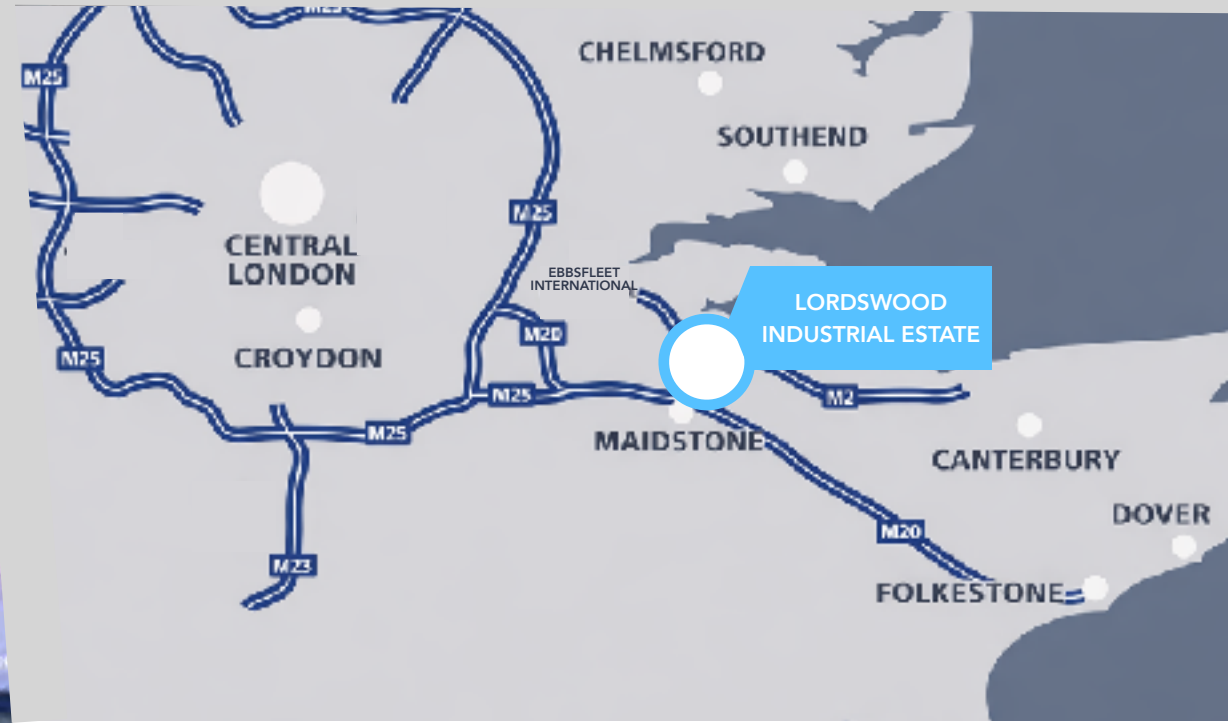 M25
CHELMSFORD
M25
SOUTHEND
M25
CENTRAL
LONDON
EBBSFLEET
INTERNATIONAL
LORDSWOOD
INDUSTRIAL ESTATE
M20
CROYDON
M25
M25
M2
M25
MAIDSTONE
CANTERBURY
DOVER
M20
M23
FOLKESTONE